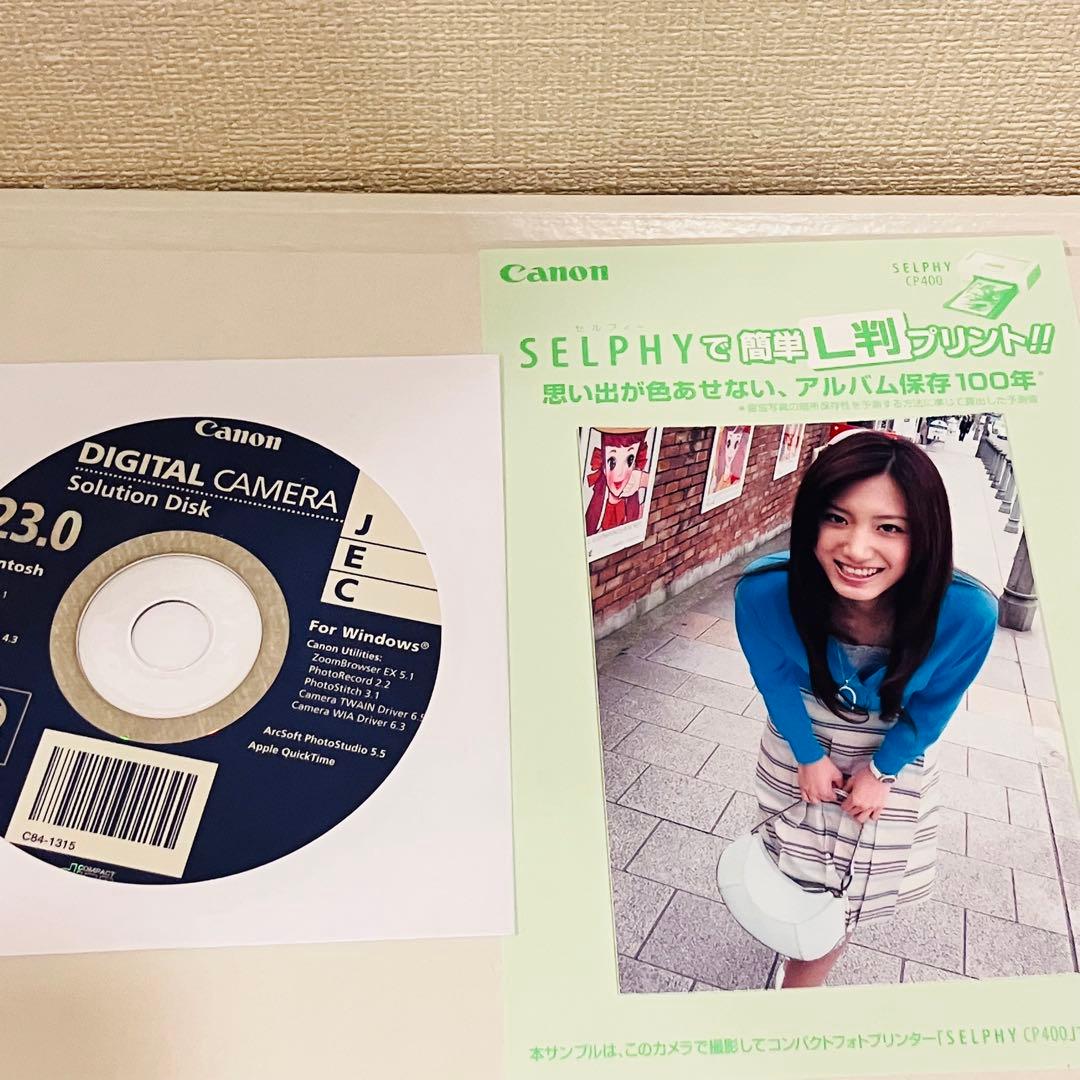 Canon
DIGITAL CAMERA
Solution Disk
23.0
ntosh
.1
4.3
J
E
C
For Windows®
Canon Utilities:
ZoomBrowser EX 5.1
PhotoRecord 2.2
PhotoStitch 3.1
Camera TWAIN Driver 6.
Camera WIA Driver 6.3
ArcSoft PhotoStudio 5.5
Apple QuickTime
C84-1315
COMPACT
Canon
SELPHY
CP400
セルフィー
SELPHYで簡単L判プリント!!
思い出が色あせない、アルバム保存100年*
本サンプルは、このカメラで撮影してコンパクトフォトプリンター「SELPHY CP400」